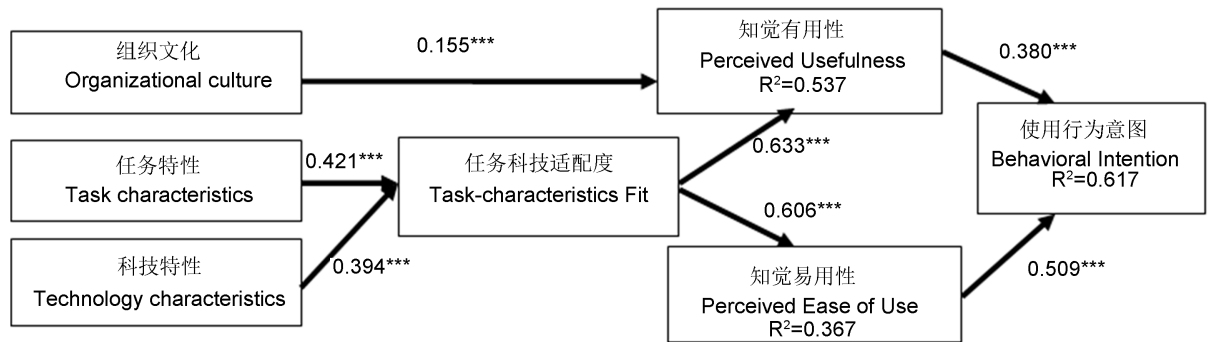 组织文化
Organizational culture
0.155***
知觉有用性
Perceived Usefulness
R²=0.537
0.380***
任务特性
Task characteristics
0.421***
任务科技适配度
Task-characteristics Fit
0.633***
0.606***
使用行为意图
Behavioral Intention
R²=0.617
科技特性
Technology characteristics
0.394***
知觉易用性
Perceived Ease of Use
R²=0.367
0.509***